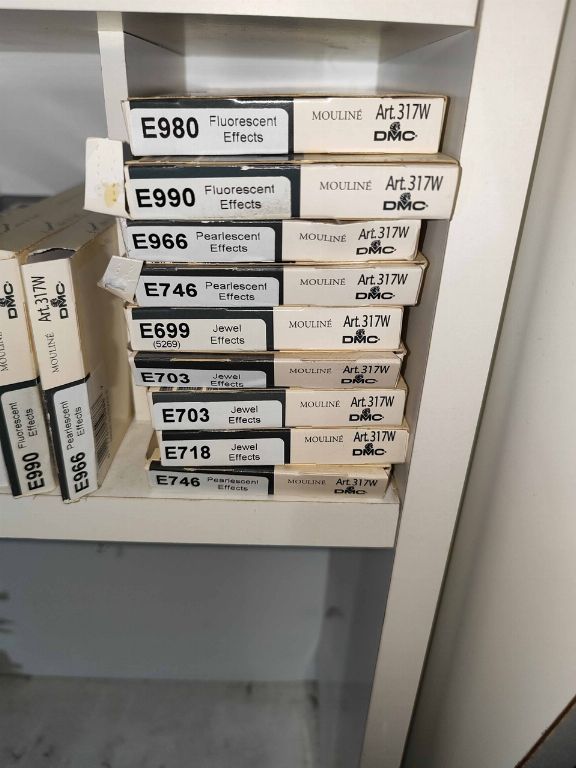 E980 Fluorescent Effects MOULINÉ Art.317W DMC
E990 Fluorescent Effects MOULINÉ Art.317W DMC
E966 Pearlescent Effects MOULINÉ Art.317W DMC
E746 Pearlescent Effects MOULINÉ Art.317W DMC
E699 (5269) Jewel Effects MOULINÉ Art.317W DMC
E703 Jewel Effects MOULINÉ Art.317W DMC
E703 Jewel Effects MOULINÉ Art.317W DMC
E718 Jewel Effects MOULINÉ Art.317W DMC
E746 Pearlescent Effects MOULINÉ Art.317W DMC
E990 Fluorescent Effects MOULINÉ DMC
E966 Pearlescent Effects MOULINÉ Art.317W DMC